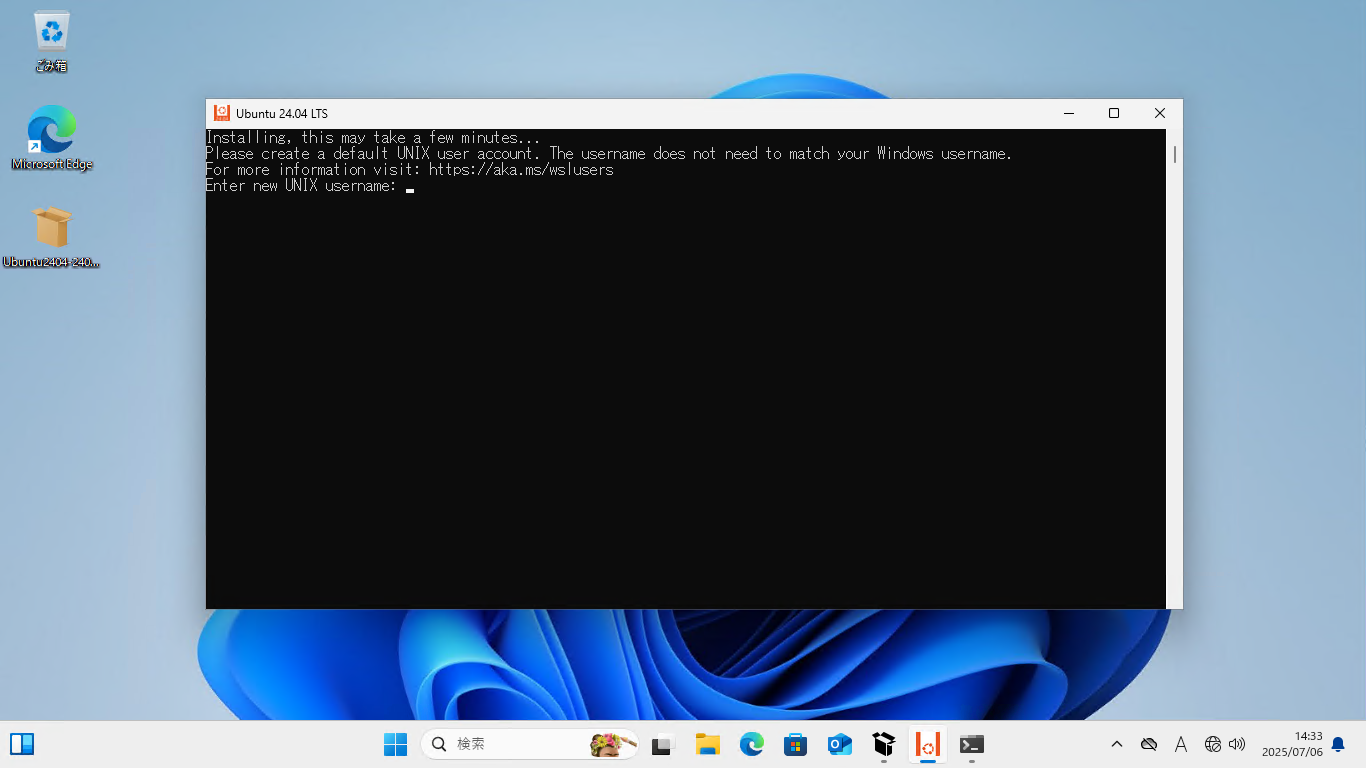 ごみ箱
Microsoft Edge
Ubuntu2404-240...
Ubuntu 24.04 LTS
Installing, this may take a few minutes...
Please create a default UNIX user account. The username does not need to match your Windows username.
For more information visit: https://aka.ms/wslusers
Enter new UNIX username:
検索
A
14:33
2025/07/06